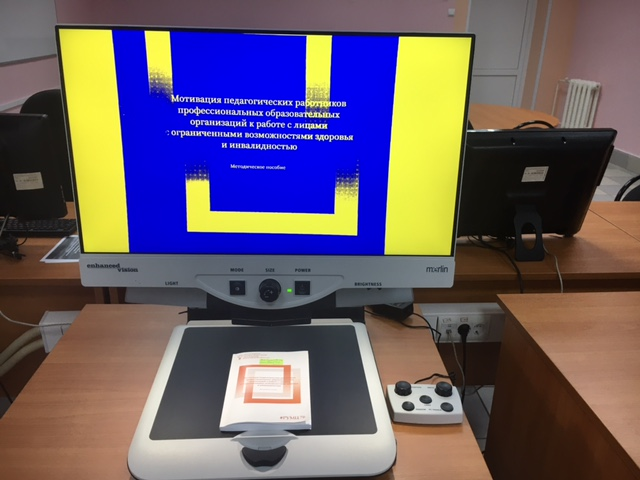 Мотивация педагогических работников
профессиональных образовательных
организаций к работе с лицами
с ограниченными возможностями здоровья
и инвалидностью
Методическое пособие
enhanced
VISION
merlin
MODE
SIZE
POWER
LIGHT
BRIGHTNESS